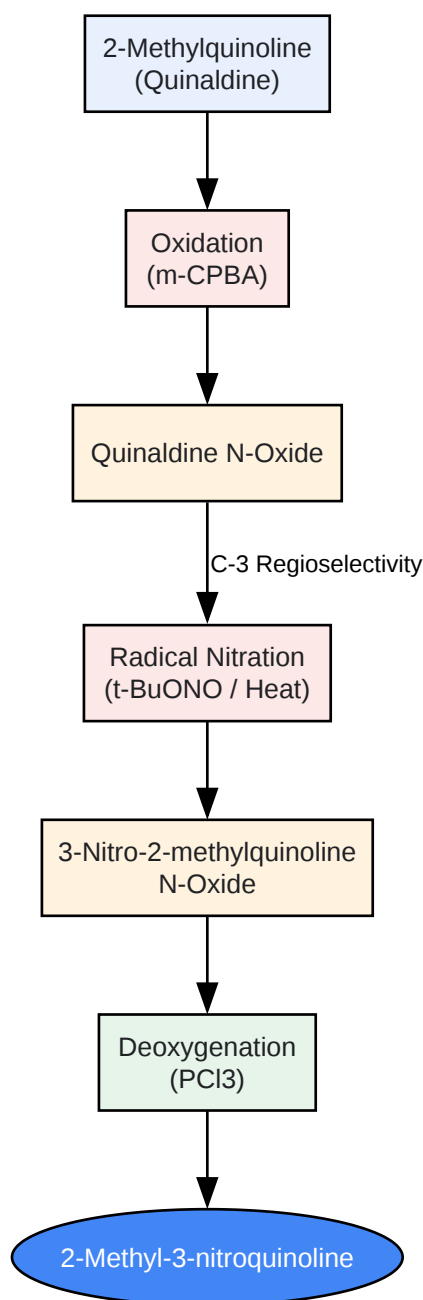 2-Methylquinoline
(Quinaldine)
Oxidation
(m-CPBA)
Quinaldine N-Oxide
C-3 Regioselectivity
Radical Nitration
(t-BuONO / Heat)
3-Nitro-2-methylquinoline
N-Oxide
Deoxygenation
(PCl3)
2-Methyl-3-nitroquinoline